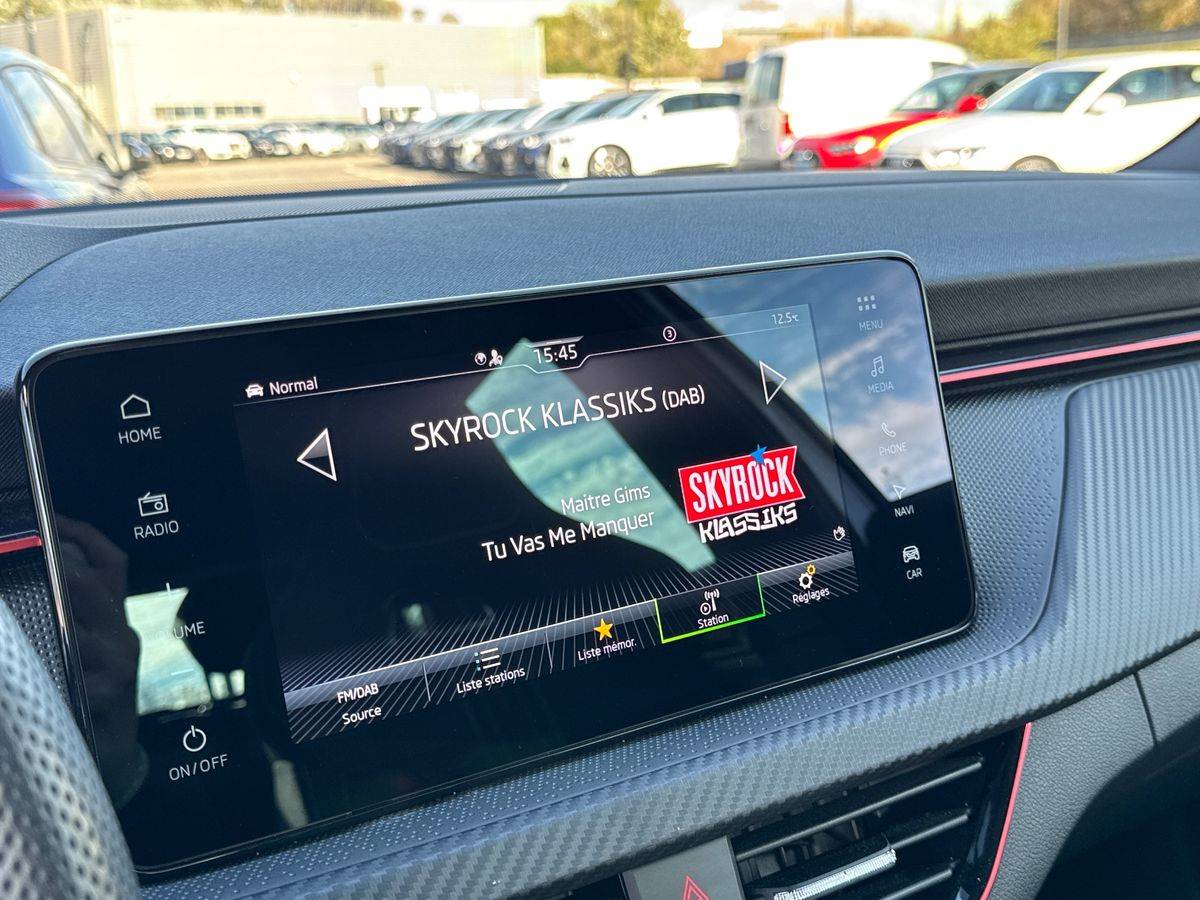 Normal
15:45
3
12.5°C
MENU
HOME
SKYROCK KLASSIKS (DAB)
MEDIA
PHONE
RADIO
Maitre Gims
Tu Vas Me Manquer
SKYROCK
KLASSIKS
NAVI
CAR
VOLUME
FM/DAB
Source
Liste stations
Liste mémor.
Station
Réglages
ON/OFF